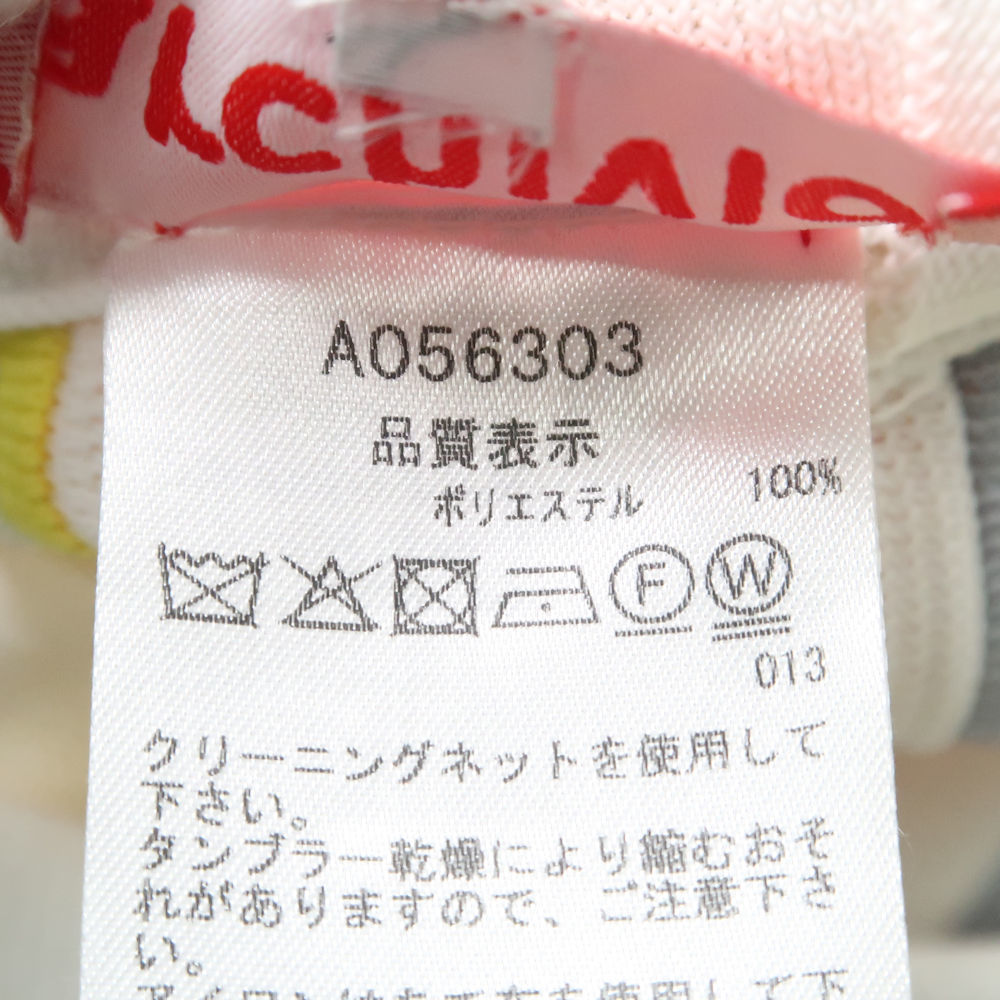 A056303
品質表示
ポリエステル 100%
F W
013
クリーニングネットを使用して
下さい。
タンブラー乾燥により縮むおそ
れがありますので、ご注意下さ
い。